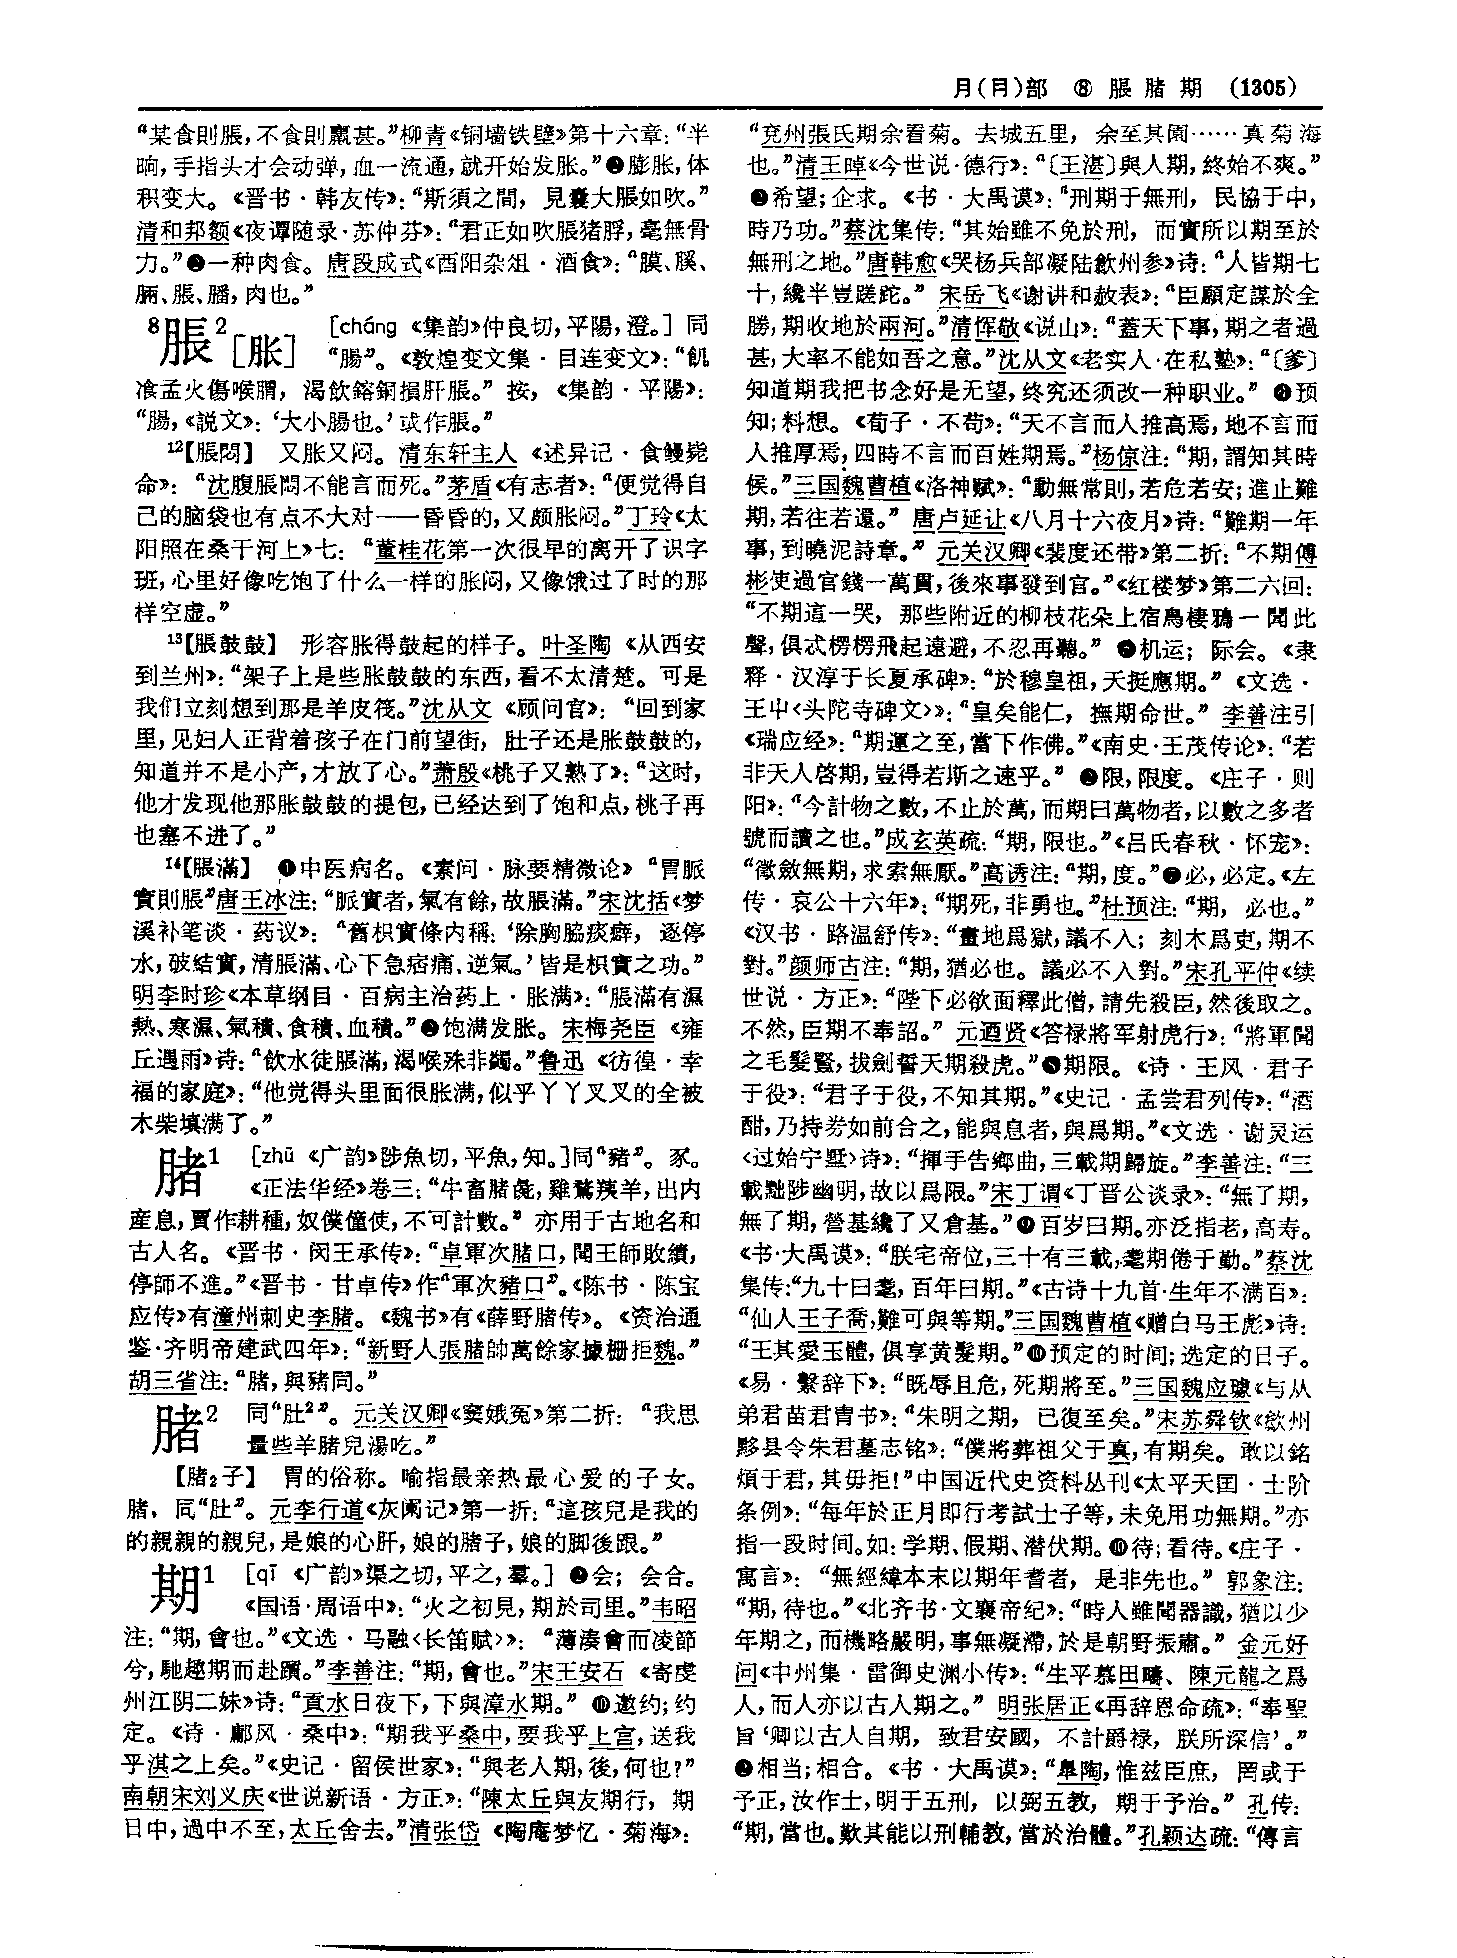 月(⺝)部 ⑧ 脹 䐗 期 (1305)
“某食則脹，不食則羸甚。”柳青《铜墙铁壁》第十六章：“半
晌，手指头才会动弹，血一流通，就开始发胀。”❷膨胀，体
积变大。《晋书·韩友传》：“斯須之間，見囊大脹如吹。”
清和邦额《夜谭随录·苏仲芬》：“君正如吹脹猪脬，毫無骨
力。”❸一种肉食。唐段成式《酉阳杂俎·酒食》：“膜、膎、
脼、脹、膰，肉也。”
⁸脹²［胀］ ［cháng 《集韵》仲良切，平陽，澄。］同
“腸”。《敦煌变文集·目连变文》：“飢
飡孟火傷喉䏘，渴飲鎔銅損肝脹。”按，《集韵·平陽》：
“腸，《説文》：‘大小腸也。’或作脹。”
¹²【脹悶】 又胀又闷。清东轩主人《述异记·食鳗毙
命》：“沈腹脹悶不能言而死。”茅盾《有志者》：“便觉得自
己的脑袋也有点不大对——昏昏的，又颇胀闷。”丁玲《太
阳照在桑干河上》七：“董桂花第一次很早的离开了识字
班，心里好像吃饱了什么一样的胀闷，又像饿过了时的那
样空虚。”
¹³【脹鼓鼓】 形容胀得鼓起的样子。叶圣陶《从西安
到兰州》：“架子上是些胀鼓鼓的东西，看不太清楚。可是
我们立刻想到那是羊皮筏。”沈从文《顾问官》：“回到家
里，见妇人正背着孩子在门前望街，肚子还是胀鼓鼓的，
知道并不是小产，才放了心。”萧殷《桃子又熟了》：“这时，
他才发现他那胀鼓鼓的提包，已经达到了饱和点，桃子再
也塞不进了。”
¹⁴【脹滿】 ❶中医病名。《素问·脉要精微论》“胃脈
實則脹”唐王冰注：“脈實者，氣有餘，故脹滿。”宋沈括《梦
溪补笔谈·药议》：“舊枳實條内稱：‘除胸脇痰癖，逐停
水，破結實，清脹滿、心下急痞痛、逆氣。’皆是枳實之功。”
明李时珍《本草纲目·百病主治药上·胀满》：“脹滿有濕
熱、寒濕、氣積、食積、血積。”❷饱满发胀。宋梅尧臣《雍
丘遇雨》诗：“飲水徒脹滿，渴喉殊非蠲。”鲁迅《彷徨·幸
福的家庭》：“他觉得头里面很胀满，似乎丫丫叉叉的全被
木柴填满了。”
䐗¹ ［zhū 《广韵》陟魚切，平魚，知。］同“豬”。豕。
《正法华经》卷三：“牛畜䐗彘，雞鶩羠羊，出内
産息，賈作耕種，奴僕僮使，不可計數。”亦用于古地名和
古人名。《晋书·闵王承传》：“卓軍次䐗口，聞王師敗績，
停師不進。”《晋书·甘卓传》作“軍次豬口”。《陈书·陈宝
应传》有潼州刺史李䐗。《魏书》有《薛野䐗传》。《资治通
鉴·齐明帝建武四年》：“新野人張䐗帥萬餘家據栅拒魏。”
胡三省注：“䐗，與豬同。”
䐗² 同“肚²”。元关汉卿《窦娥冤》第二折：“我思
量些羊䐗兒湯吃。”
【䐗₂子】 胃的俗称。喻指最亲热最心爱的子女。
䐗，同“肚”。元李行道《灰阑记》第一折：“這孩兒是我的
的親親的親兒，是娘的心肝，娘的䐗子，娘的脚後跟。”
期¹ ［qī 《广韵》渠之切，平之，羣。］❶会；会合。
《国语·周语中》：“火之初見，期於司里。”韦昭
注：“期，會也。”《文选·马融〈长笛赋〉》：“薄湊會而凌節
兮，馳趣期而赴躓。”李善注：“期，會也。”宋王安石《寄虔
州江阴二妹》诗：“貢水日夜下，下與漳水期。”❷邀约；约
定。《诗·鄘风·桑中》：“期我乎桑中，要我乎上宫，送我
乎淇之上矣。”《史记·留侯世家》：“與老人期，後，何也？”
南朝宋刘义庆《世说新语·方正》：“陳太丘與友期行，期
日中，過中不至，太丘舍去。”清张岱《陶庵梦忆·菊海》：
“兖州張氏期余看菊。去城五里，余至其園……真菊海
也。”清王晫《今世说·德行》：“〔王湛〕與人期，終始不爽。”
❸希望；企求。《书·大禹谟》：“刑期于無刑，民協于中，
時乃功。”蔡沈集传：“其始雖不免於刑，而實所以期至於
無刑之地。”唐韩愈《哭杨兵部凝陆歙州参》诗：“人皆期七
十，纔半豈蹉跎。”宋岳飞《谢讲和赦表》：“臣願定謀於全
勝，期收地於兩河。”清恽敬《说山》：“蓋天下事，期之者過
甚，大率不能如吾之意。”沈从文《老实人·在私塾》：“〔爹〕
知道期我把书念好是无望，终究还须改一种职业。”❹预
知；料想。《荀子·不苟》：“天不言而人推高焉，地不言而
人推厚焉，四時不言而百姓期焉。”杨倞注：“期，謂知其時
候。”三国魏曹植《洛神赋》：“動無常則，若危若安；進止難
期，若往若還。”唐卢延让《八月十六夜月》诗：“難期一年
事，到曉泥詩章。”元关汉卿《裴度还带》第二折：“不期傅
彬使過官錢一萬貫，後來事發到官。”《红楼梦》第二六回：
“不期這一哭，那些附近的柳枝花朵上宿鳥棲鴉一聞此
聲，俱忒楞楞飛起遠避，不忍再聽。”❺机运；际会。《隶
释·汉淳于长夏承碑》：“於穆皇祖，天挺應期。”《文选·
王屮〈头陀寺碑文〉》：“皇矣能仁，撫期命世。”李善注引
《瑞应经》：“期運之至，當下作佛。”《南史·王茂传论》：“若
非天人啓期，豈得若斯之速乎。”❻限，限度。《庄子·则
阳》：“今計物之數，不止於萬，而期曰萬物者，以數之多者
號而讀之也。”成玄英疏：“期，限也。”《吕氏春秋·怀宠》：
“徵斂無期，求索無厭。”高诱注：“期，度。”❼必，必定。《左
传·哀公十六年》：“期死，非勇也。”杜预注：“期，必也。”
《汉书·路温舒传》：“畫地爲獄，議不入；刻木爲吏，期不
對。”颜师古注：“期，猶必也。議必不入對。”宋孔平仲《续
世说·方正》：“陛下必欲面釋此僧，請先殺臣，然後取之。
不然，臣期不奉詔。”元迺贤《答禄將军射虎行》：“將軍聞
之毛髮豎，拔劍誓天期殺虎。”❽期限。《诗·王风·君子
于役》：“君子于役，不知其期。”《史记·孟尝君列传》：“酒
酣，乃持券如前合之，能與息者，與爲期。”《文选·谢灵运
〈过始宁墅〉诗》：“揮手告鄉曲，三載期歸旋。”李善注：“三
載黜陟幽明，故以爲限。”宋丁谓《丁晋公谈录》：“無了期，
無了期，營基纔了又倉基。”❾百岁曰期。亦泛指老，高寿。
《书·大禹谟》：“朕宅帝位，三十有三載，耄期倦于勤。”蔡沈
集传：“九十曰耄，百年曰期。”《古诗十九首·生年不满百》：
“仙人王子喬，難可與等期。”三国魏曹植《赠白马王彪》诗：
“王其愛玉體，俱享黄髮期。”❿预定的时间；选定的日子。
《易·繫辞下》：“既辱且危，死期將至。”三国魏应璩《与从
弟君苗君胄书》：“朱明之期，已復至矣。”宋苏舜钦《歙州
黟县令朱君墓志铭》：“僕將葬祖父于真，有期矣。敢以銘
煩于君，其毋拒！”中国近代史资料丛刊《太平天囯·士阶
条例》：“每年於正月即行考試士子等，未免用功無期。”亦
指一段时间。如：学期、假期、潜伏期。⓫待；看待。《庄子·
寓言》：“無經緯本末以期年耆者，是非先也。”郭象注：
“期，待也。”《北齐书·文襄帝纪》：“時人雖聞器識，猶以少
年期之，而機略嚴明，事無凝滯，於是朝野振肅。”金元好
问《中州集·雷御史渊小传》：“生平慕田疇、陳元龍之爲
人，而人亦以古人期之。”明张居正《再辞恩命疏》：“奉聖
旨‘卿以古人自期，致君安國，不計爵禄，朕所深信’。”
⓬相当；相合。《书·大禹谟》：“臯陶，惟兹臣庶，罔或于
予正，汝作士，明于五刑，以弼五教，期于予治。”孔传：
“期，當也。歎其能以刑輔教，當於治體。”孔颖达疏：“傳言